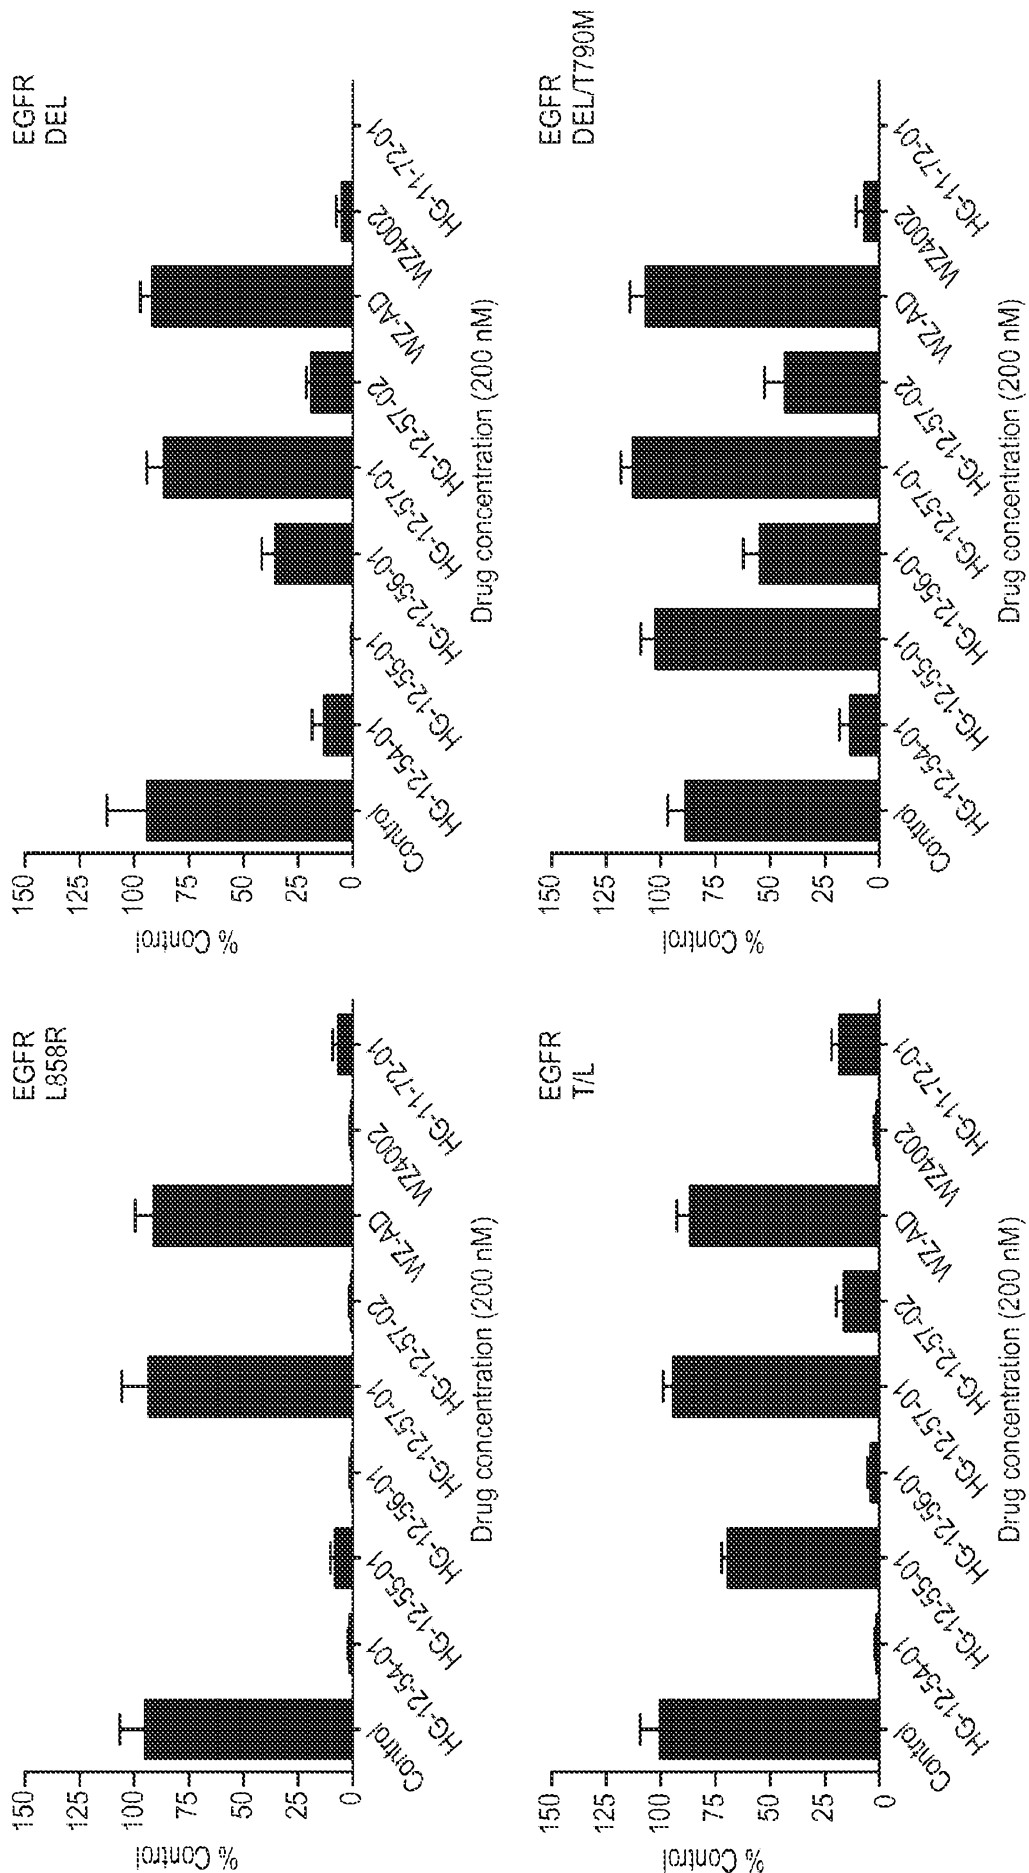 EGFR
L858R
% Control
150
125
100
75
50
25
0
Control
HG-12-54-01
HG-12-55-01
HG-12-56-01
HG-12-57-01
HG-12-57-02
WZ-AD
WZ4002
HG-11-72-01
Drug concentration (200 nM)
EGFR
DEL
% Control
150
125
100
75
50
25
0
Control
HG-12-54-01
HG-12-55-01
HG-12-56-01
HG-12-57-01
HG-12-57-02
WZ-AD
WZ4002
HG-11-72-01
Drug concentration (200 nM)
EGFR
T/L
% Control
150
125
100
75
50
25
0
Control
HG-12-54-01
HG-12-55-01
HG-12-56-01
HG-12-57-01
HG-12-57-02
WZ-AD
WZ4002
HG-11-72-01
Drug concentration (200 nM)
EGFR
DEL/T790M
% Control
150
125
100
75
50
25
0
Control
HG-12-54-01
HG-12-55-01
HG-12-56-01
HG-12-57-01
HG-12-57-02
WZ-AD
WZ4002
HG-11-72-01
Drug concentration (200 nM)